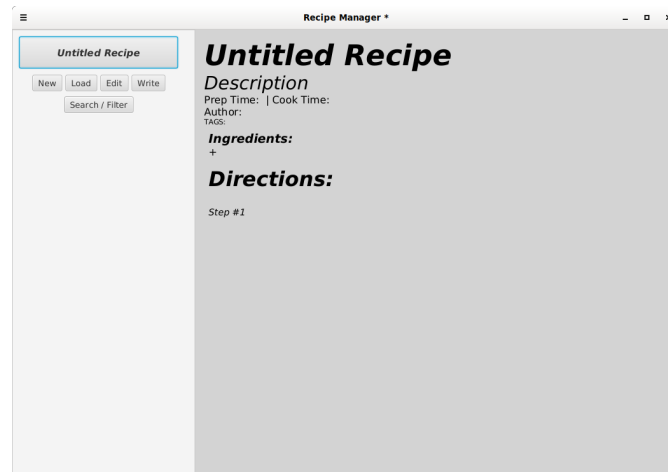 Recipe Manager *
Untitled Recipe
New Load Edit Write
Search / Filter
Untitled Recipe
Description
Prep Time: | Cook Time:
Author:
TAGS:
Ingredients:
+
Directions:
Step #1